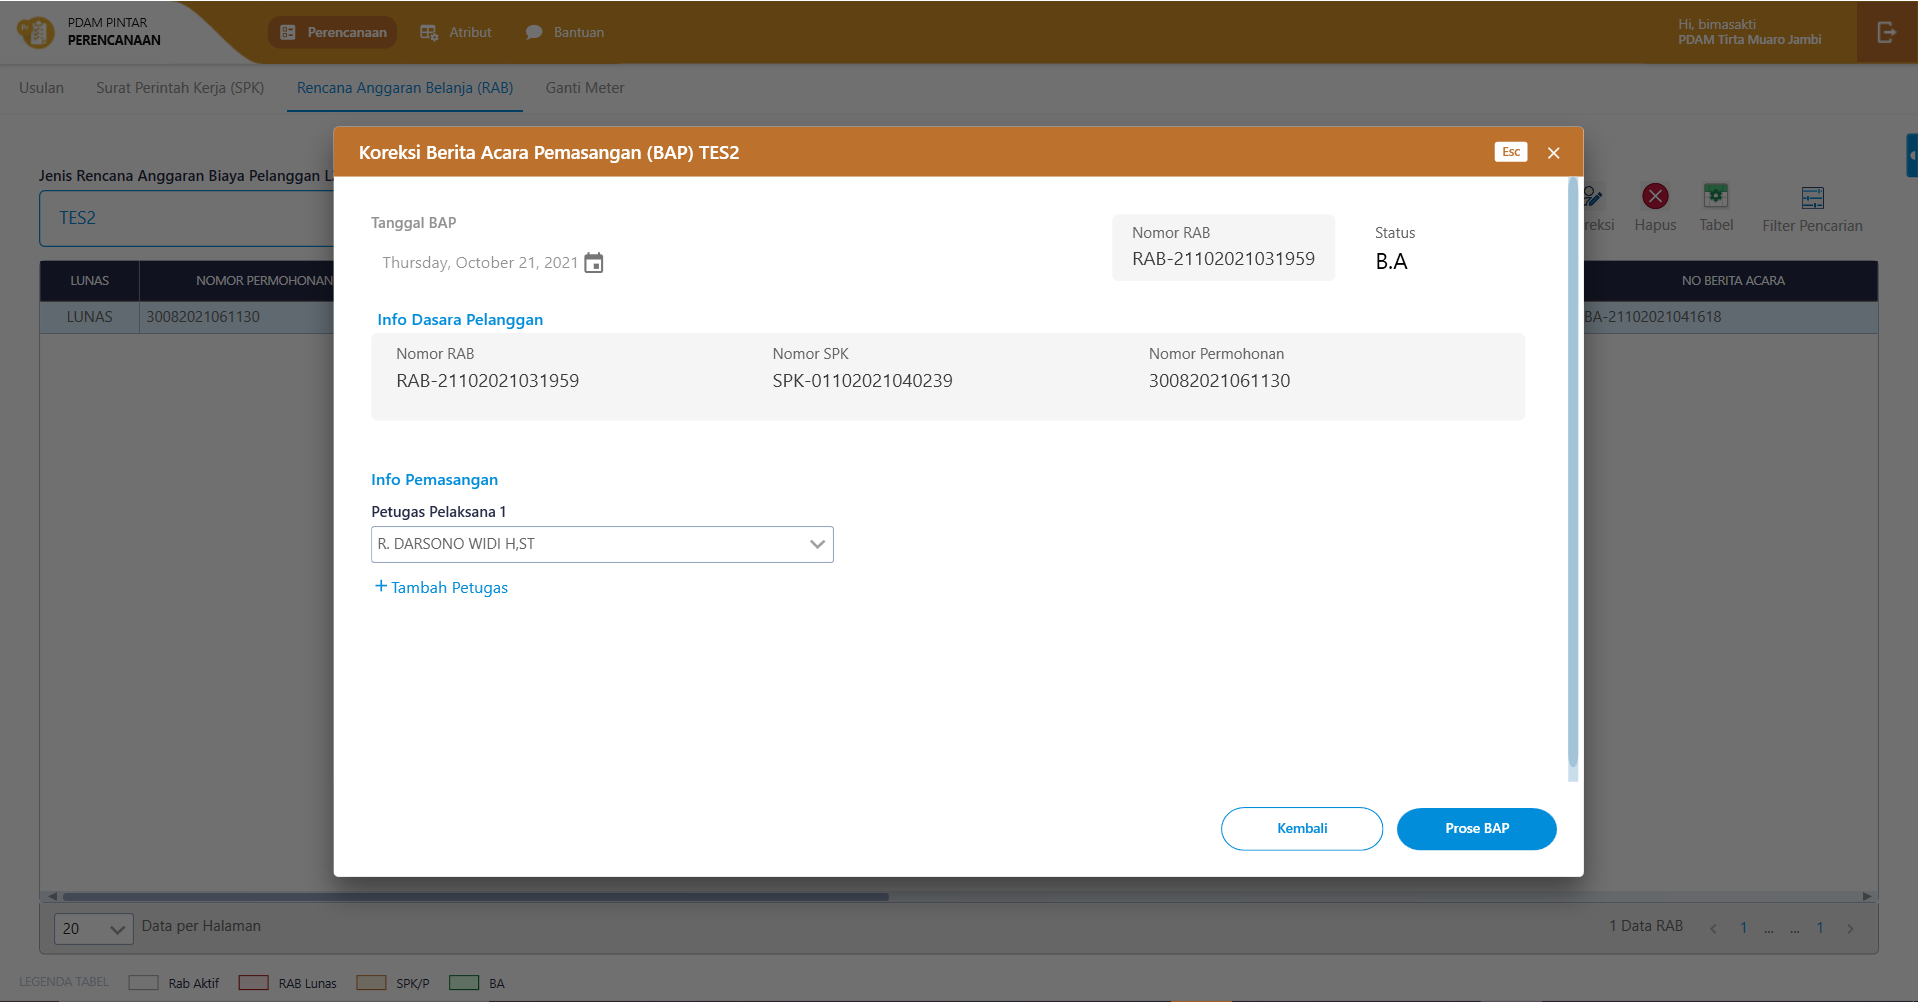 PDAM PINTAR
PERENCANAAN
Perencanaan
Atribut
Bantuan
Hi, bimasakti
PDAM Tirta Muaro Jambi
Usulan
Surat Perintah Kerja (SPK)
Rencana Anggaran Belanja (RAB)
Ganti Meter
Koreksi Berita Acara Pemasangan (BAP) TES2
Esc
Jenis Rencana Anggaran Biaya Pelanggan
TES2
reksi
Hapus
Tabel
Filter Pencarian
LUNAS
NOMOR PERMOHONAN
NO BERITA ACARA
LUNAS
30082021061130
BA-21102021041618
Tanggal BAP
Thursday, October 21, 2021
Nomor RAB
RAB-21102021031959
Status
B.A
Info Dasara Pelanggan
Nomor RAB
RAB-21102021031959
Nomor SPK
SPK-01102021040239
Nomor Permohonan
30082021061130
Info Pemasangan
Petugas Pelaksana 1
R. DARSONO WIDI H,ST
+ Tambah Petugas
Kembali
Prose BAP
20
Data per Halaman
1 Data RAB
< 1 ... ... 1 >
LEGENDA TABEL
Rab Aktif
RAB Lunas
SPK/P
BA